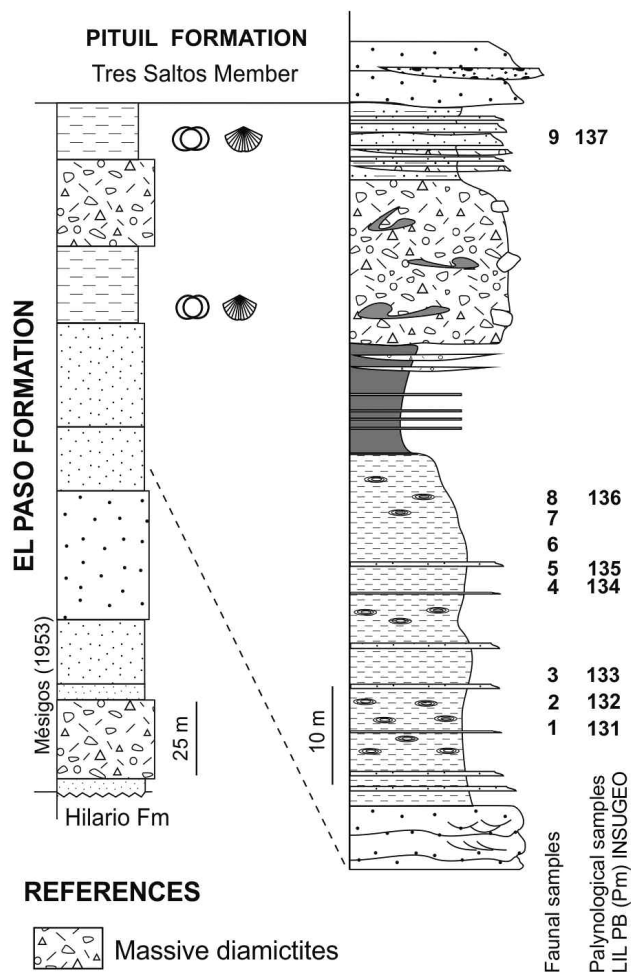 PITUIL FORMATION
Tres Saltos Member
EL PASO FORMATION
Mésigos (1953)
25 m
Hilario Fm
10 m
9 137
8 136
7
6
5 135
4 134
3 133
2 132
1 131
Faunal samples
Palynological samples
LIL PB (Pm) INSUGEO
REFERENCES
Massive diamictites